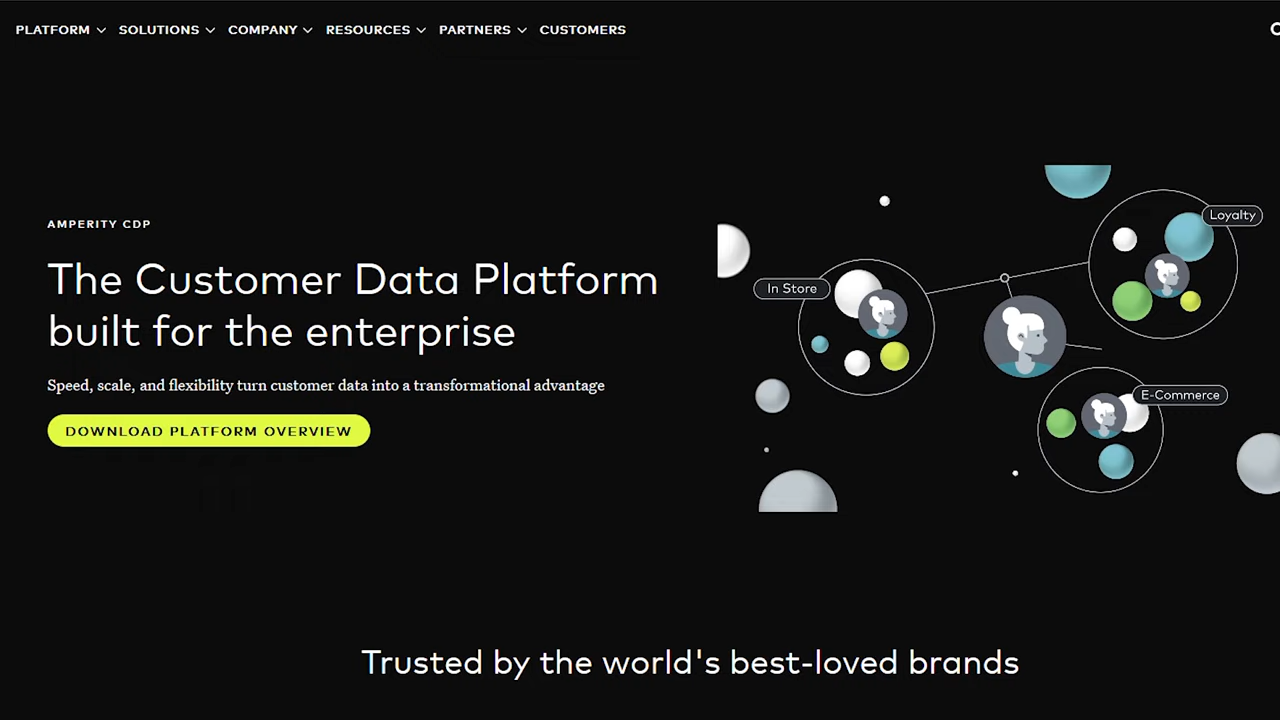 PLATFORM SOLUTIONS COMPANY RESOURCES PARTNERS CUSTOMERS
AMPERITY CDP
The Customer Data Platform
built for the enterprise
Speed, scale, and flexibility turn customer data into a transformational advantage
DOWNLOAD PLATFORM OVERVIEW
Loyalty
In Store
E-Commerce
Trusted by the world's best-loved brands